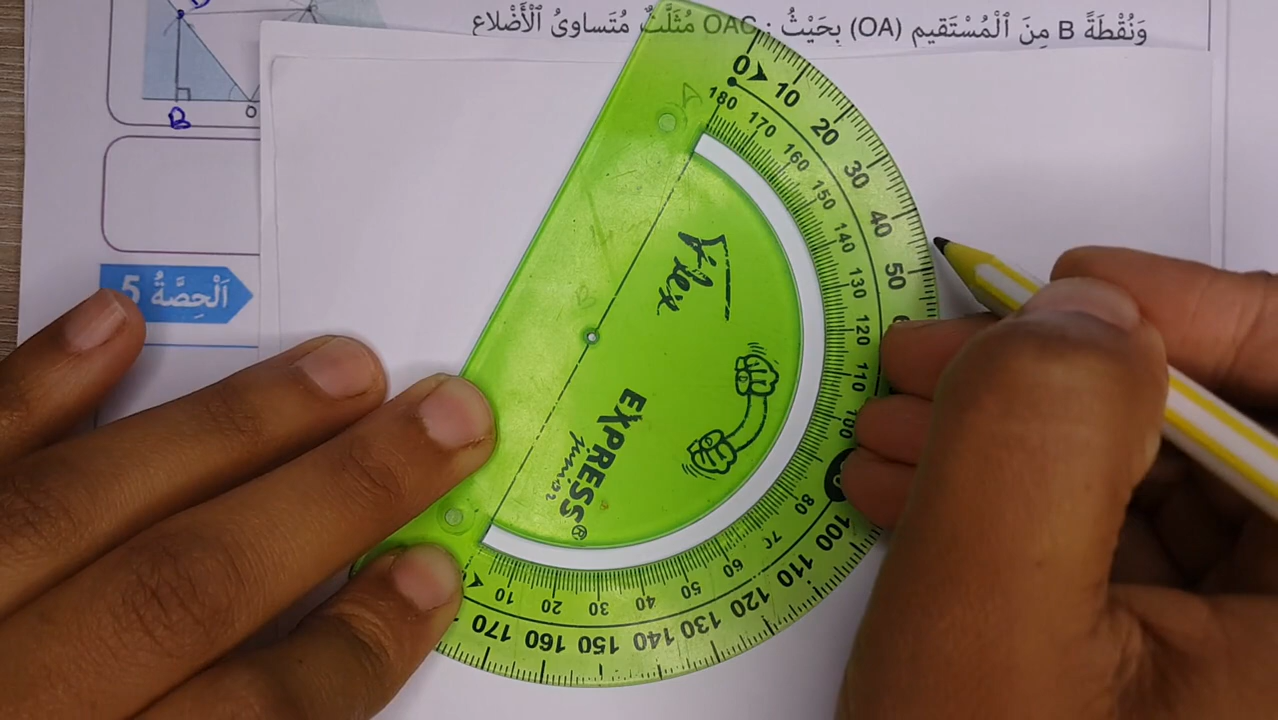 وَنُقْطَةً B مِنَ ٱلْمُسْتَقيمِ (OA) بِحَيْثُ : OAC مُثَلَّثٌ مُتَساوِىُ ٱلْأَضْلاعِ
B
O
اَلْحِصَّةُ 5
A
0 10 20 30 40 50
180 170 160 150 140 130 120 110 100
80 70 60 50 40 30 20 10
100 110 120 130 140 150 160 170
Filex
EXPRESS®
junior